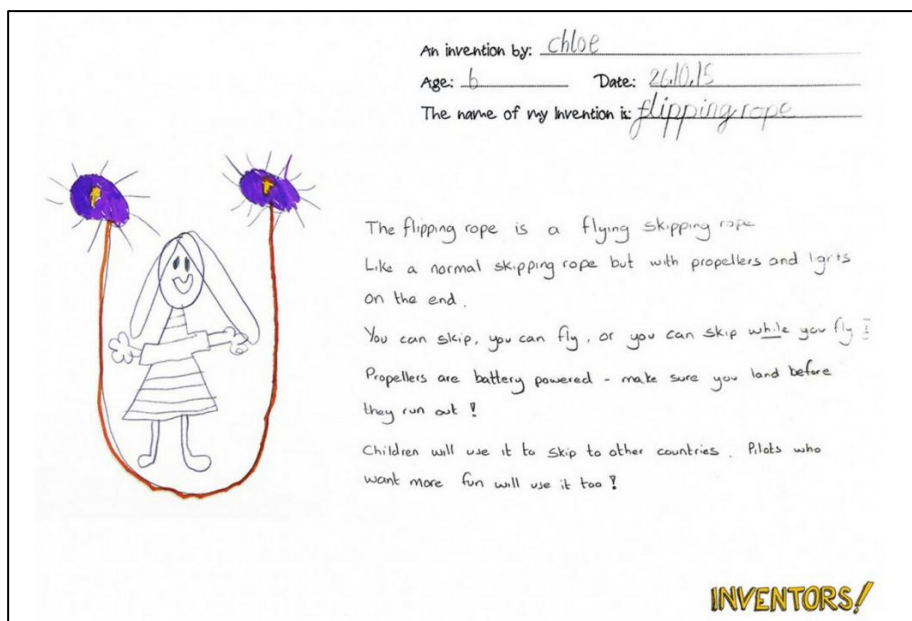 An invention by: chloe
Age: 6 Date: 26.10.15
The name of my Invention is: flipping rope
The flipping rope is a flying skipping rope
Like a normal skipping rope but with propellers and lights
on the end.
You can skip, you can fly, or you can skip while you fly!
Propellers are battery powered - make sure you land before
they run out!
Children will use it to skip to other countries. Pilots who
want more fun will use it too!
INVENTORS!